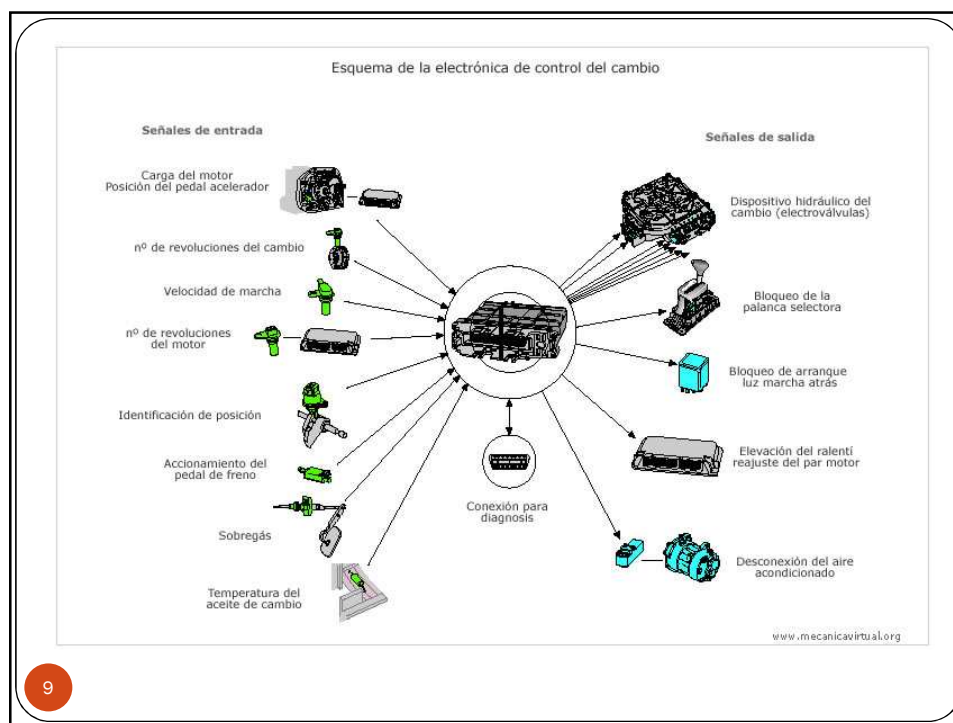 Esquema de la electrónica de control del cambio
Señales de entrada
Carga del motor
Posición del pedal acelerador
nº de revoluciones del cambio
Velocidad de marcha
nº de revoluciones
del motor
Identificación de posición
Accionamiento del
pedal de freno
Sobregás
Temperatura del
aceite de cambio
Conexión para
diagnosis
Señales de salida
Dispositivo hidráulico del
cambio (electroválvulas)
Bloqueo de la
palanca selectora
Bloqueo de arranque
luz marcha atrás
Elevación del ralentí
reajuste del par motor
Desconexión del aire
acondicionado
www.mecanicavirtual.org
9